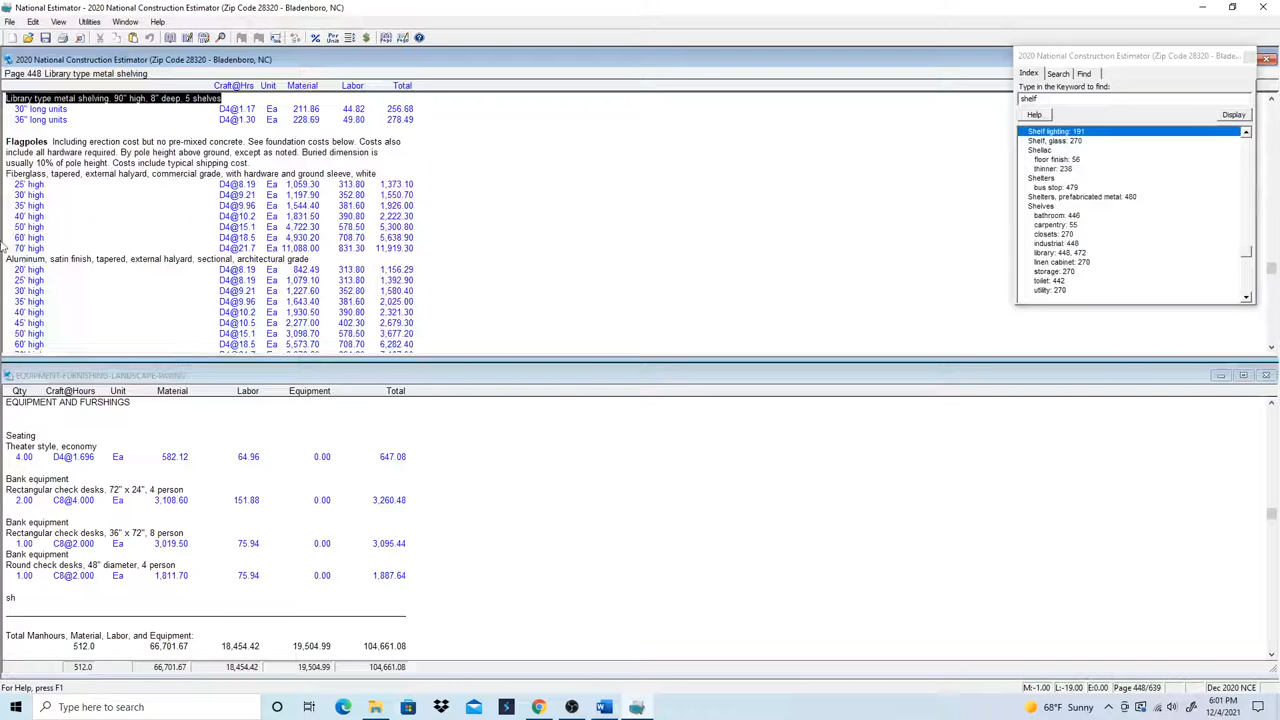 National Estimator - 2020 National Construction Estimator (Zip Code 28320 - Bladenboro, NC)
File Edit View Utilities Window Help
2020 National Construction Estimator (Zip Code 28320 - Bladenboro, NC)
Page 448 Library type metal shelving
Craft@Hrs Unit Material Labor Total
Library type metal shelving, 90" high, 8" deep, 5 shelves
30" long units D4@1.17 Ea 211.86 44.82 256.68
36" long units D4@1.30 Ea 228.69 49.80 278.49
Flagpoles Including erection cost but no pre-mixed concrete. See foundation costs below. Costs also
include all hardware required. By pole height above ground, except as noted. Buried dimension is
usually 10% of pole height. Costs include typical shipping cost.
Fiberglass, tapered, external halyard, commercial grade, with hardware and ground sleeve, white
25' high D4@8.19 Ea 1,059.30 313.80 1,373.10
30' high D4@9.21 Ea 1,197.90 352.80 1,550.70
35' high D4@9.96 Ea 1,544.40 381.60 1,926.00
40' high D4@10.2 Ea 1,831.50 390.80 2,222.30
50' high D4@15.1 Ea 4,722.30 578.50 5,300.80
60' high D4@18.5 Ea 4,930.20 708.70 5,638.90
70' high D4@21.7 Ea 11,088.00 831.30 11,919.30
Aluminum, satin finish, tapered, external halyard, sectional, architectural grade
20' high D4@8.19 Ea 842.49 313.80 1,156.29
25' high D4@8.19 Ea 1,079.10 313.80 1,392.90
30' high D4@9.21 Ea 1,227.60 352.80 1,580.40
35' high D4@9.96 Ea 1,643.40 381.60 2,025.00
40' high D4@10.2 Ea 1,930.50 390.80 2,321.30
45' high D4@10.5 Ea 2,277.00 402.30 2,679.30
50' high D4@15.1 Ea 3,098.70 578.50 3,677.20
60' high D4@18.5 Ea 5,573.70 708.70 6,282.40
2020 National Construction Estimator (Zip Code 28320 - Blade...
Index Search Find
Type in the Keyword to find:
shelf
Help Display
Shelf lighting: 191
Shelf, glass: 270
Shellac
floor finish: 56
thinner: 238
Shelters
bus stop: 479
Shelters, prefabricated metal: 480
Shelves
bathroom: 446
carpentry: 55
closets: 270
industrial: 448
library: 448, 472
linen cabinet: 270
storage: 270
toilet: 442
utility: 270
EQUIPMENT-FURNISHING-LANDSCAPE-PAWNS
Qty Craft@Hours Unit Material Labor Equipment Total
EQUIPMENT AND FURSHINGS
Seating
Theater style, economy
4.00 D4@1.696 Ea 582.12 64.96 0.00 647.08
Bank equipment
Rectangular check desks, 72" x 24", 4 person
2.00 C8@4.000 Ea 3,108.60 151.88 0.00 3,260.48
Bank equipment
Rectangular check desks, 36" x 72", 8 person
1.00 C8@2.000 Ea 3,019.50 75.94 0.00 3,095.44
Bank equipment
Round check desks, 48" diameter, 4 person
1.00 C8@2.000 Ea 1,811.70 75.94 0.00 1,887.64
sh
Total Manhours, Material, Labor, and Equipment:
512.0 66,701.67 18,454.42 19,504.99 104,661.08
512.0 66,701.67 18,454.42 19,504.99 104,661.08
For Help, press F1
M:-1.00 L:-19.00 E:0.00 Page 448/639 Dec 2020 NCE
Type here to search
68°F Sunny
6:01 PM
12/4/2021